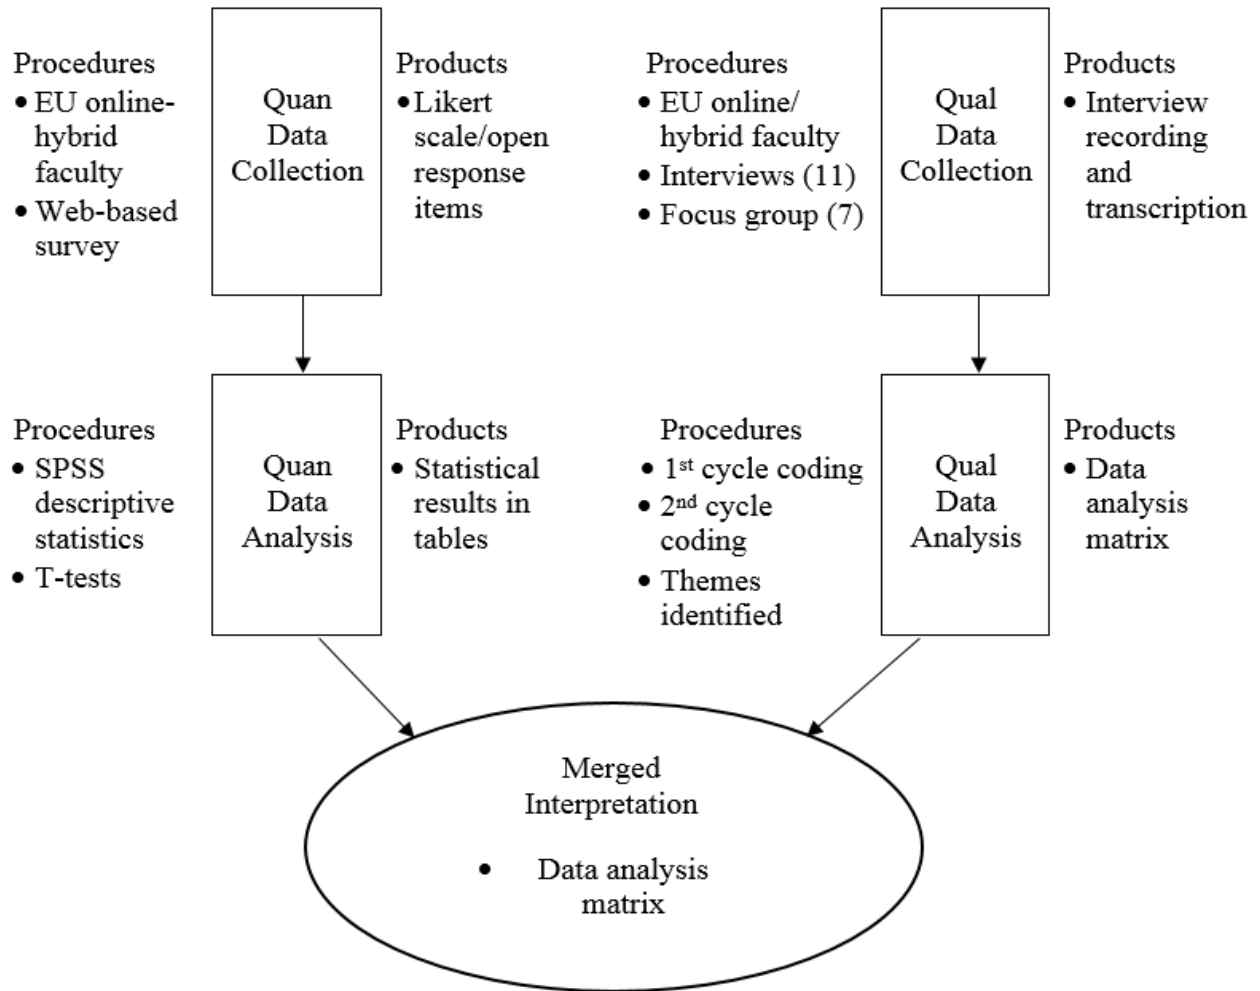 Procedures
• EU online-
hybrid
faculty
• Web-based
survey
Quan
Data
Collection
Products
• Likert
scale/open
response
items
Procedures
• EU online/
hybrid faculty
• Interviews (11)
• Focus group (7)
Qual
Data
Collection
Products
• Interview
recording
and
transcription
Procedures
• SPSS
descriptive
statistics
• T-tests
Quan
Data
Analysis
Products
• Statistical
results in
tables
Procedures
• 1st cycle coding
• 2nd cycle
coding
• Themes
identified
Qual
Data
Analysis
Products
• Data
analysis
matrix
Merged
Interpretation
• Data analysis
matrix